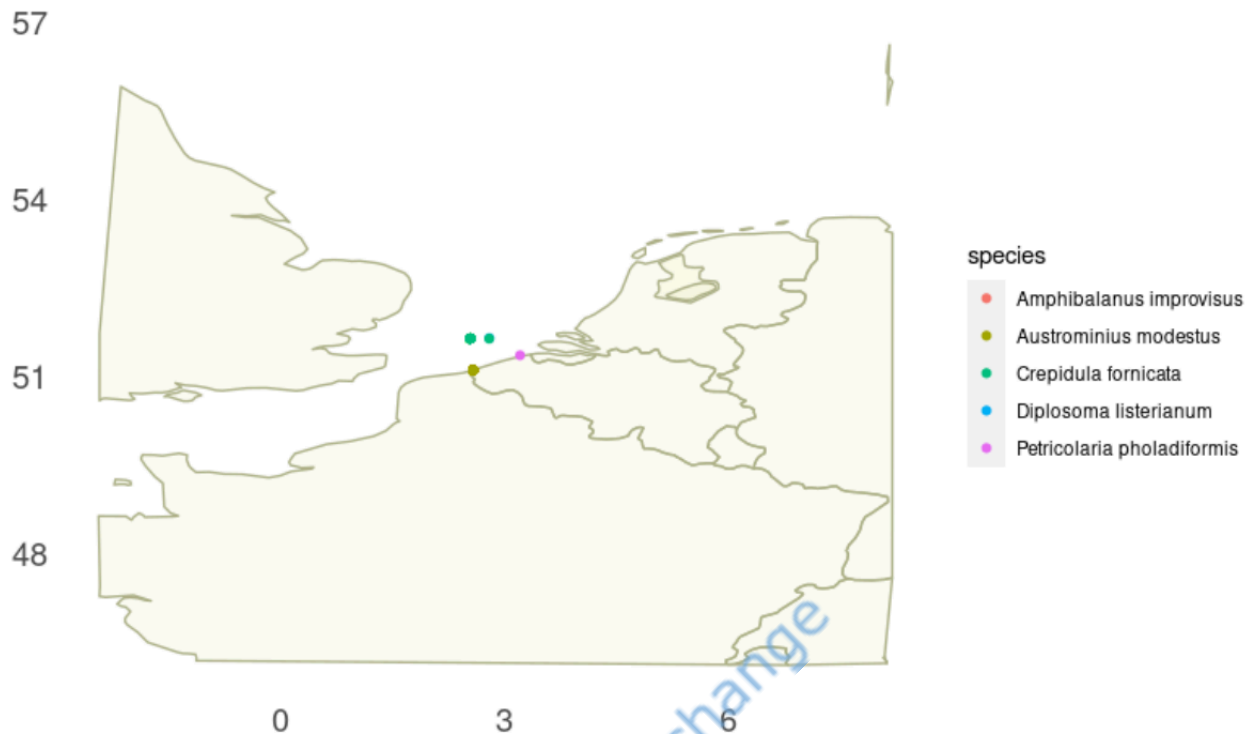 57
54
51
48
0
3
6
species
Amphibalanus improvisus
Austrominius modestus
Crepidula fornicata
Diplosoma listerianum
Petricolaria pholadiformis